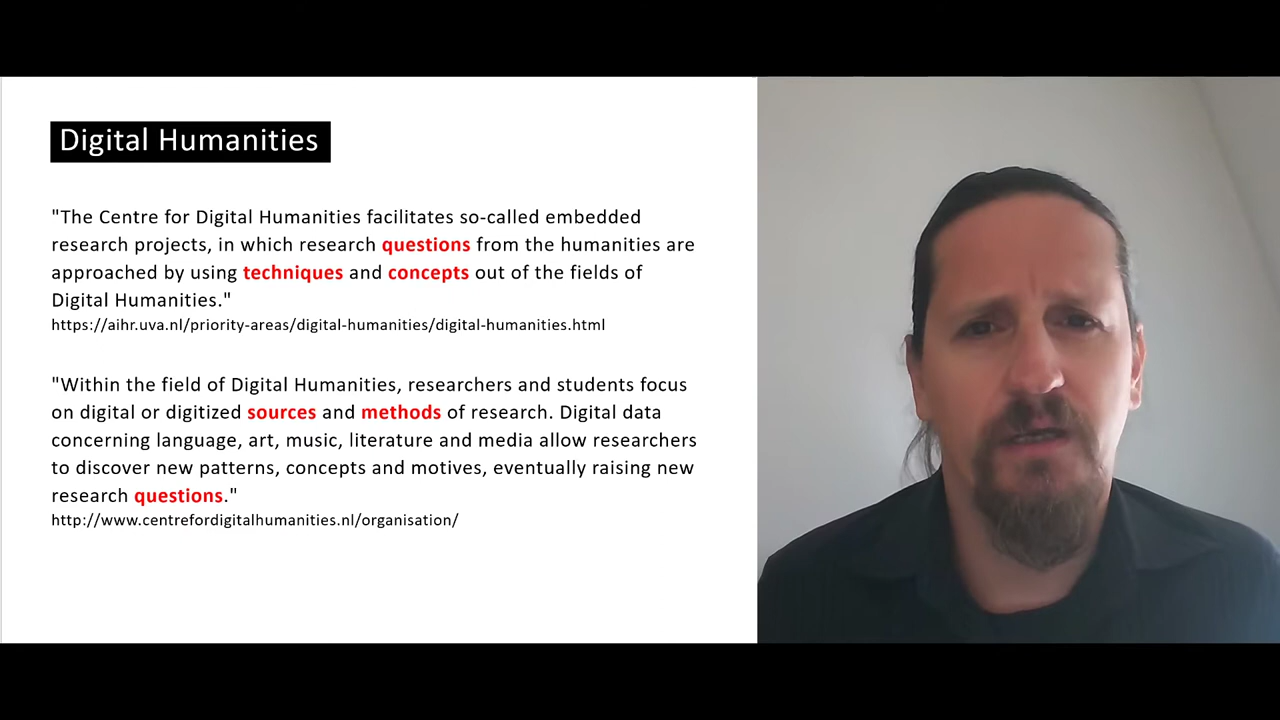 Digital Humanities
"The Centre for Digital Humanities facilitates so-called embedded
research projects, in which research questions from the humanities are
approached by using techniques and concepts out of the fields of
Digital Humanities."
https://aihr.uva.nl/priority-areas/digital-humanities/digital-humanities.html
"Within the field of Digital Humanities, researchers and students focus
on digital or digitized sources and methods of research. Digital data
concerning language, art, music, literature and media allow researchers
to discover new patterns, concepts and motives, eventually raising new
research questions."
http://www.centrefordigitalhumanities.nl/organisation/